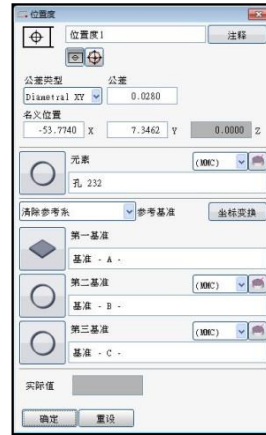 位置度
位置度1
注释
公差类型 公差
Diametral XY 0.0280
名义位置
-53.7740 X 7.3462 Y 0.0000 Z
元素 (MMC)
孔 232
清除参考系 参考基准 坐标变换
第一基准
基准 - A -
第二基准 (MMC)
基准 - B -
第三基准 (MMC)
基准 - C -
实际值
确定 重设